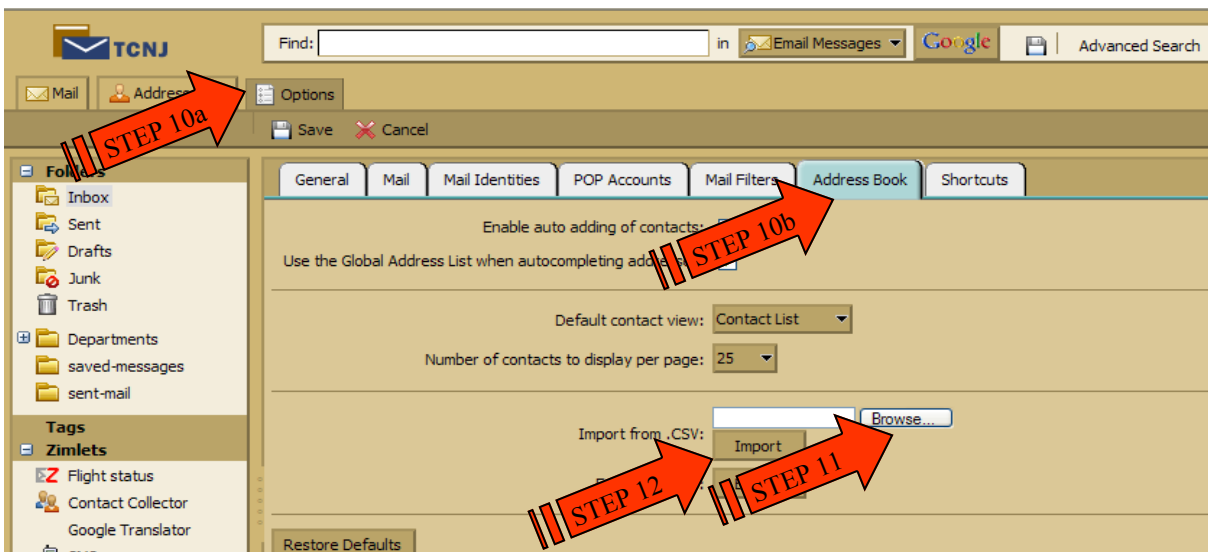 TCNJ
Find: in Email Messages Google Advanced Search
Mail Address Options
STEP 10a
Save Cancel
General Mail Mail Identities POP Accounts Mail Filters Address Book Shortcuts
Folders
Inbox
Sent
Drafts
Junk
Trash
Departments
saved-messages
sent-mail
Tags
Zimlets
Flight status
Contact Collector
Google Translator
Enable auto adding of contacts:
STEP 10b
Use the Global Address List when autocompleting
Default contact view: Contact List
Number of contacts to display per page: 25
Browse...
Import from .CSV:
Import
STEP 11
STEP 12
Restore Defaults